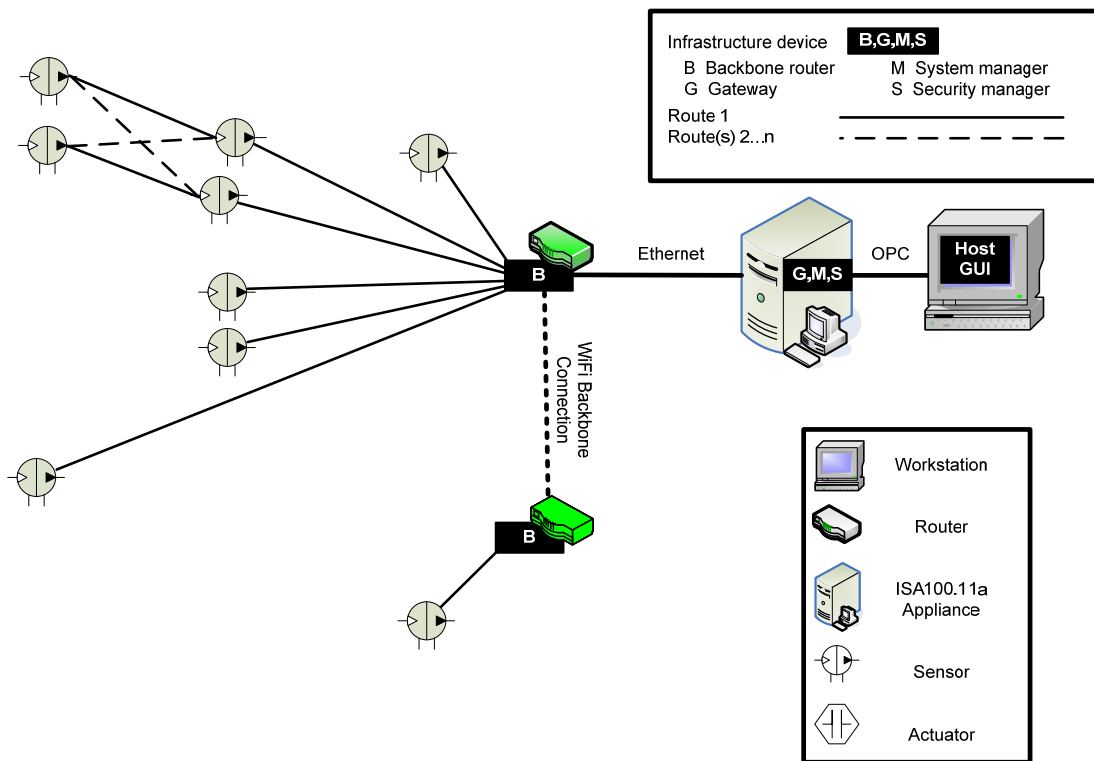 Infrastructure device B,G,M,S
B Backbone router M System manager
G Gateway S Security manager
Route 1
Route(s) 2...n
Ethernet
OPC
B
G,M,S
Host
GUI
WiFi Backbone
Connection
B
Workstation
Router
ISA100.11a
Appliance
Sensor
Actuator